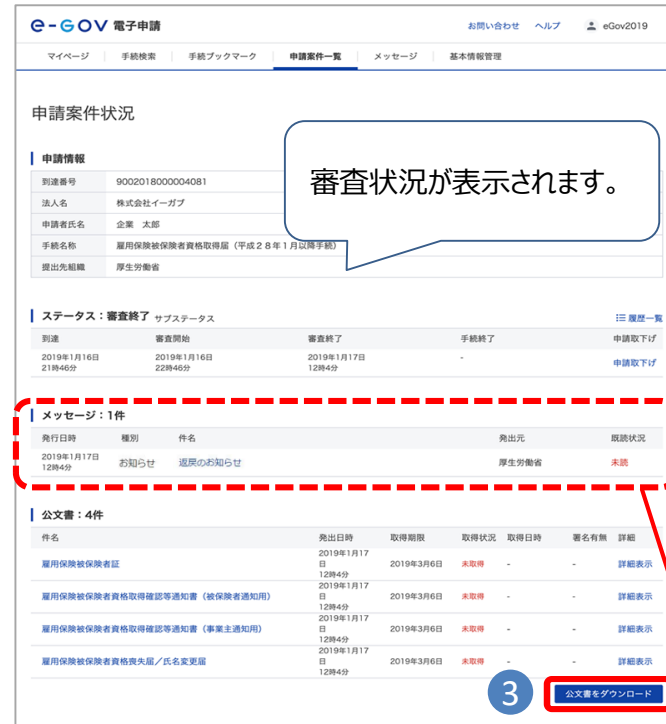 e-GOV 電子申請 お問い合わせ ヘルプ eGov2019
マイページ 手続検索 手続ブックマーク 申請案件一覧 メッセージ 基本情報管理
申請案件状況
申請情報
審査状況が表示されます。
到達番号 9002018000004081
法人名 株式会社イーガブ
申請者氏名 企業 太郎
手続名称 雇用保険被保険者資格取得届（平成２８年１月以降手続）
提出先組織 厚生労働省
ステータス：審査終了 サブステータス 履歴一覧
到達 審査開始 審査終了 手続終了 申請取下げ
2019年1月16日 2019年1月16日 2019年1月17日 - 申請取下げ
21時46分 22時46分 12時4分
メッセージ：1件
発行日時 種別 件名 発出元 既読状況
2019年1月17日 お知らせ 返戻のお知らせ 厚生労働省 未読
12時4分
公文書：4件
件名 発出日時 取得期限 取得状況 取得日時 署名有無 詳細
雇用保険被保険者証 2019年1月17 2019年3月6日 未取得 - - 詳細表示
日
12時4分
雇用保険被保険者資格取得確認等通知書（被保険者通知用） 2019年1月17 2019年3月6日 未取得 - - 詳細表示
日
12時4分
雇用保険被保険者資格取得確認等通知書（事業主通知用） 2019年1月17 2019年3月6日 未取得 - - 詳細表示
日
12時4分
雇用保険被保険者資格喪失届／氏名変更届 2019年1月17 2019年3月6日 未取得 - - 詳細表示
日
12時4分
3 公文書をダウンロード